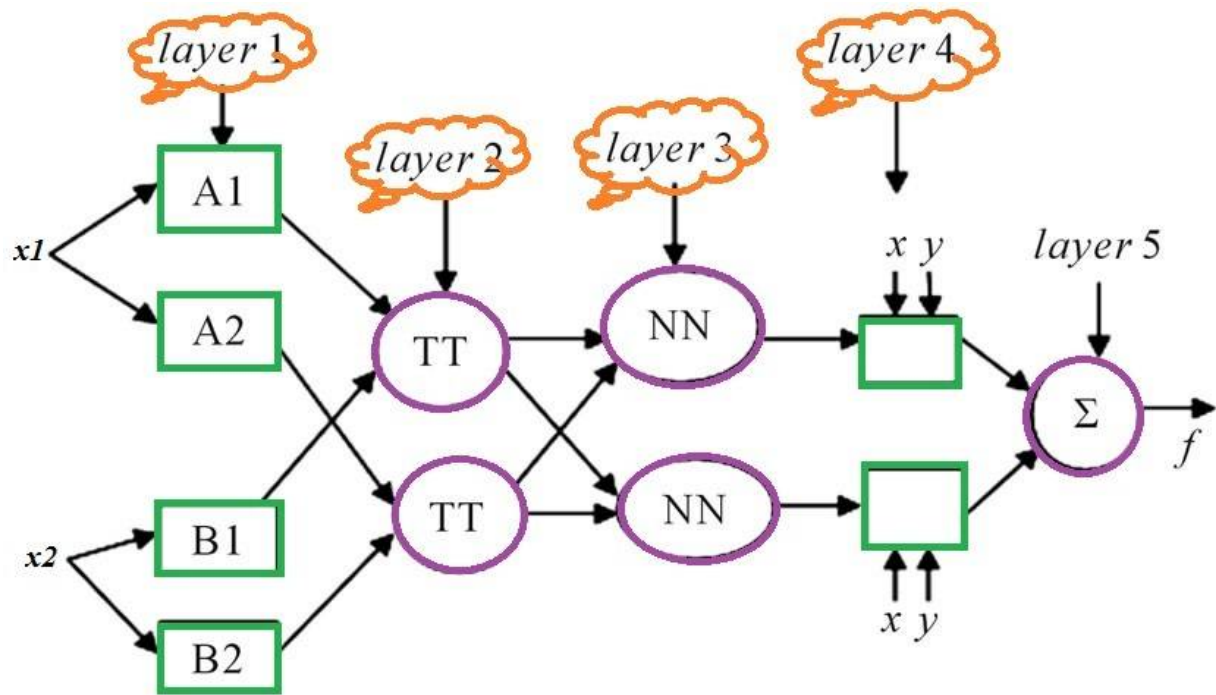 layer 1
layer 4
layer 2
layer 3
A1
x1
x y
layer 5
A2
TT
NN
Σ
f
TT
NN
B1
x2
x y
B2